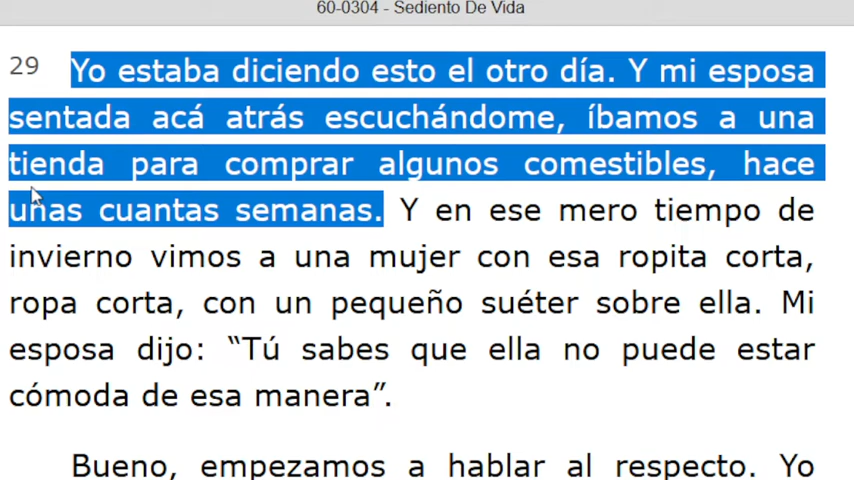 60-0304 - Sediento De Vida
29 Yo estaba diciendo esto el otro día. Y mi esposa
sentada acá atrás escuchándome, íbamos a una
tienda para comprar algunos comestibles, hace
unas cuantas semanas. Y en ese mero tiempo de
invierno vimos a una mujer con esa ropita corta,
ropa corta, con un pequeño suéter sobre ella. Mi
esposa dijo: “Tú sabes que ella no puede estar
cómoda de esa manera”.
Bueno, empezamos a hablar al respecto. Yo